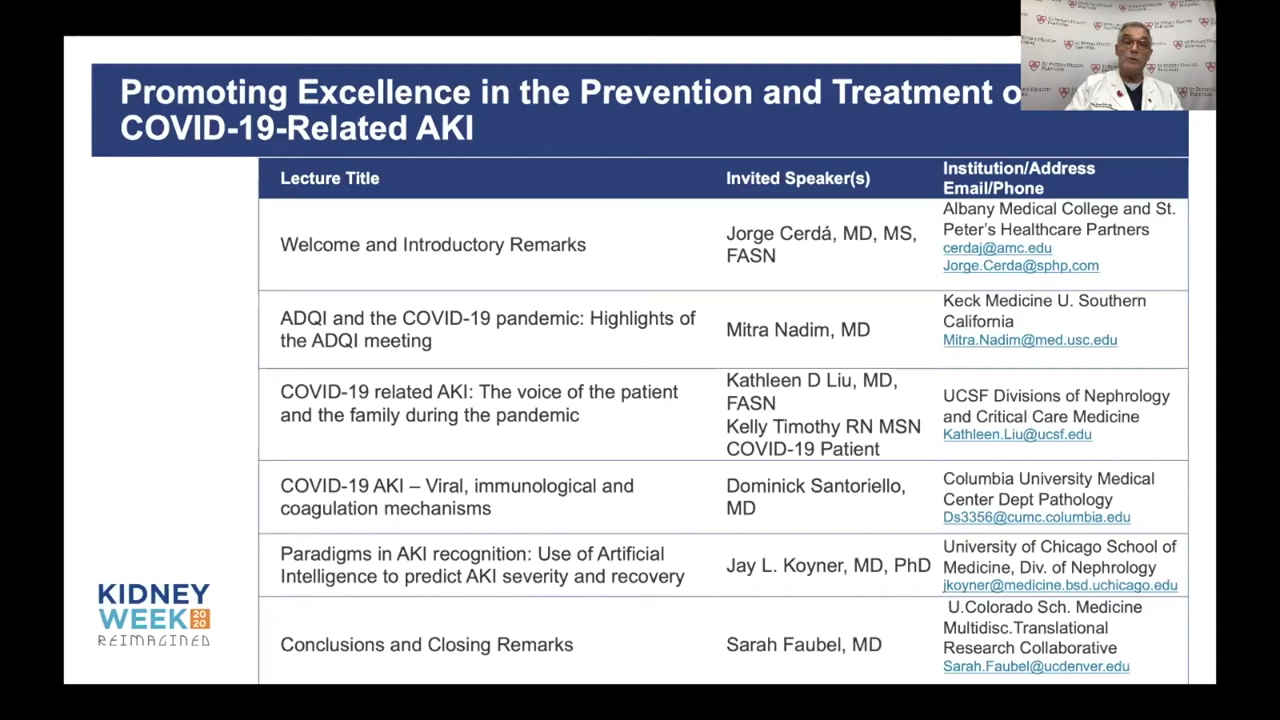 Promoting Excellence in the Prevention and Treatment o
COVID-19-Related AKI
Lecture Title
Invited Speaker(s)
Institution/Address
Email/Phone
Welcome and Introductory Remarks
Jorge Cerdá, MD, MS,
FASN
Albany Medical College and St.
Peter's Healthcare Partners
cerdaj@amc.edu
Jorge.Cerda@sphp,com
ADQI and the COVID-19 pandemic: Highlights of
the ADQI meeting
Mitra Nadim, MD
Keck Medicine U. Southern
California
Mitra.Nadim@med.usc.edu
COVID-19 related AKI: The voice of the patient
and the family during the pandemic
Kathleen D Liu, MD,
FASN
Kelly Timothy RN MSN
COVID-19 Patient
UCSF Divisions of Nephrology
and Critical Care Medicine
Kathleen.Liu@ucsf.edu
COVID-19 AKI – Viral, immunological and
coagulation mechanisms
Dominick Santoriello,
MD
Columbia University Medical
Center Dept Pathology
Ds3356@cumc.columbia.edu
Paradigms in AKI recognition: Use of Artificial
Intelligence to predict AKI severity and recovery
Jay L. Koyner, MD, PhD
University of Chicago School of
Medicine, Div. of Nephrology
jkoyner@medicine.bsd.uchicago.edu
Conclusions and Closing Remarks
Sarah Faubel, MD
U.Colorado Sch. Medicine
Multidisc.Translational
Research Collaborative
Sarah.Faubel@ucdenver.edu
KIDNEY
WEEK 20
20
REIMAGINED